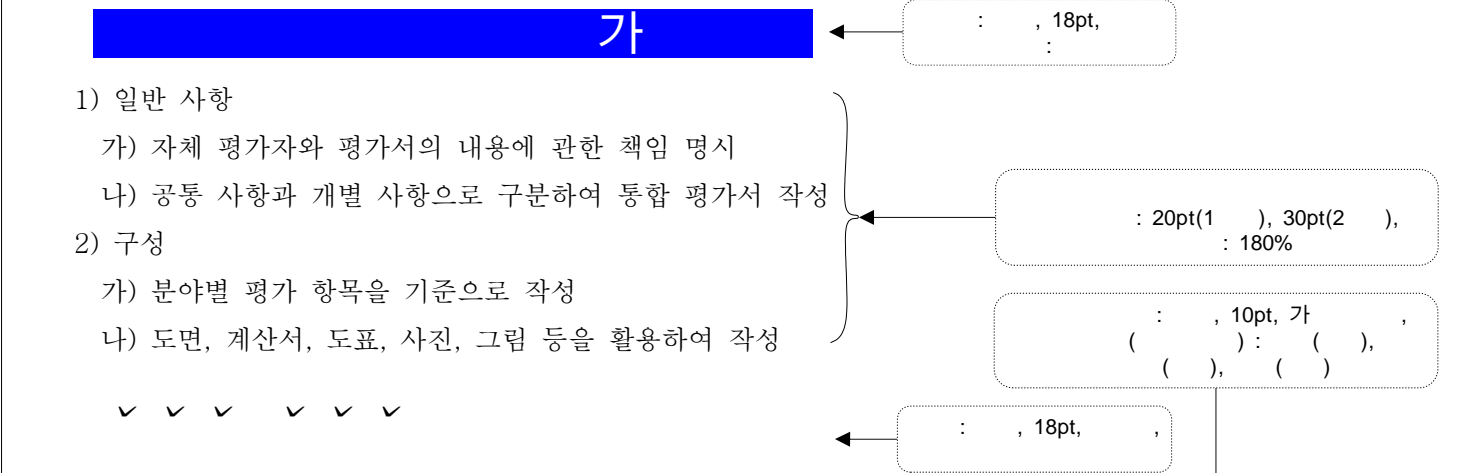 가
: , 18pt,
:
1) 일반 사항
가) 자체 평가자와 평가서의 내용에 관한 책임 명시
나) 공통 사항과 개별 사항으로 구분하여 통합 평가서 작성
2) 구성
가) 분야별 평가 항목을 기준으로 작성
나) 도면, 계산서, 도표, 사진, 그림 등을 활용하여 작성
: 20pt(1 ), 30pt(2 ),
: 180%
: , 10pt, 가 ,
( ) : ( ),
( ), ( )
: , 18pt, ,